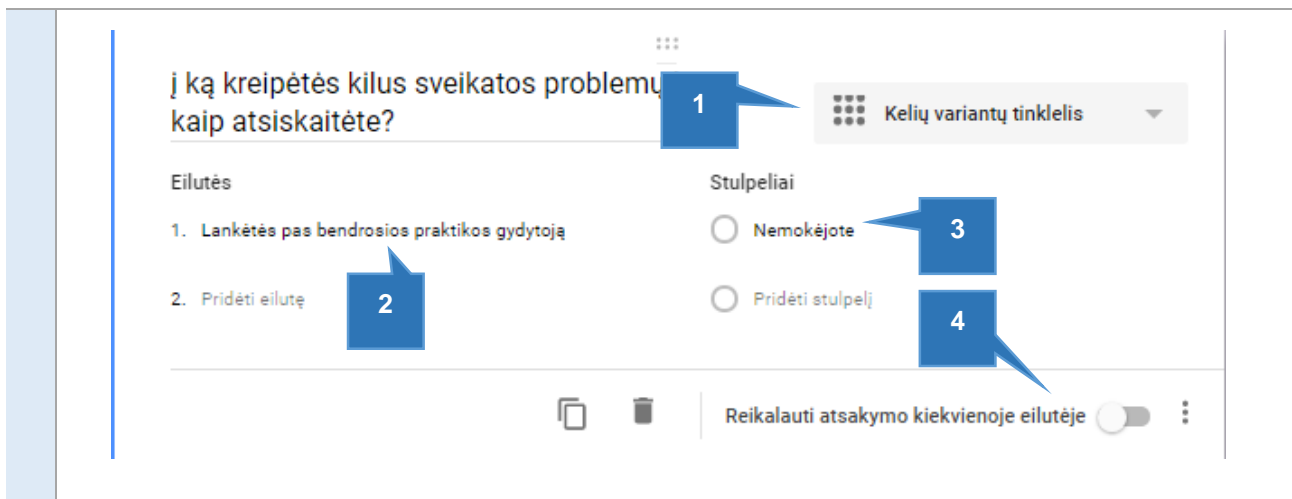 į ką kreipėtės kilus sveikatos problemų
kaip atsiskaitėte?
1
Kelių variantų tinklelis
Eilutės
Stulpeliai
1. Lankėtės pas bendrosios praktikos gydytoją
Nemokėjote
3
2. Pridėti eilutę
2
Pridėti stulpelį
4
Reikalauti atsakymo kiekvienoje eilutėje